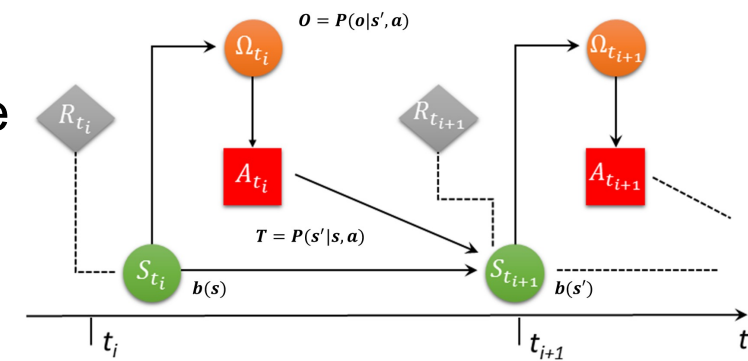 O = P(o|s′, a)
Ω_{t_i}
Ω_{t_{i+1}}
e
R_{t_i}
R_{t_{i+1}}
A_{t_i}
A_{t_{i+1}}
T = P(s′|s, a)
S_{t_i}
b(s)
S_{t_{i+1}}
b(s′)
t_i
t_{i+1}
t